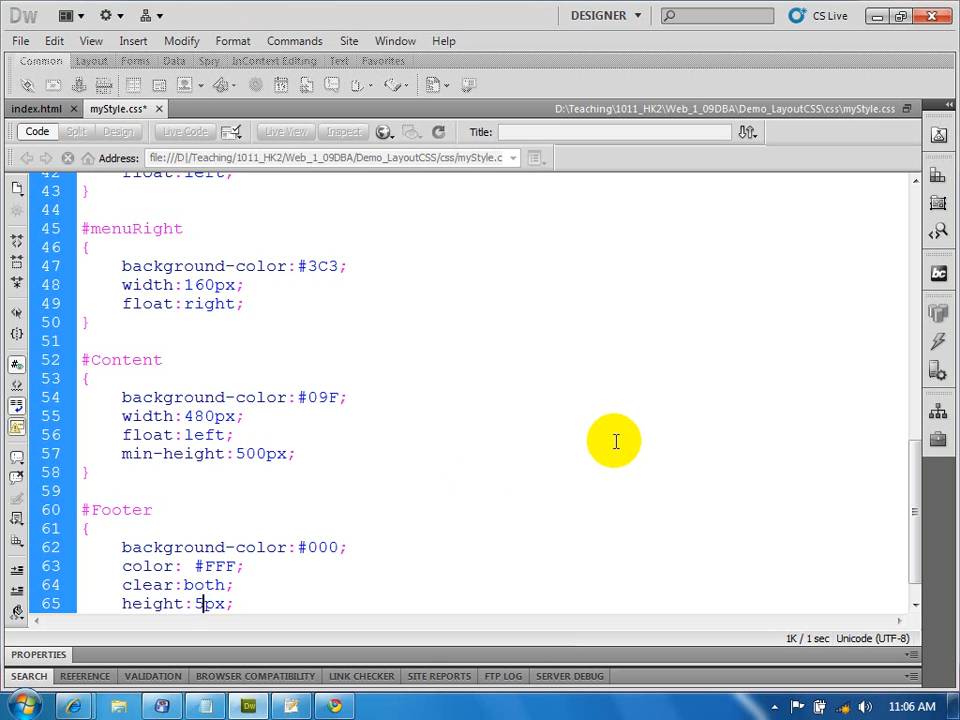 Dw DESIGNER CS Live
File Edit View Insert Modify Format Commands Site Window Help
Common Layout Forms Data Spry InContext Editing Text Favorites
index.html myStyle.css* D:\Teaching\1011_HK2\Web_1_09DBA\Demo_LayoutCSS\css\myStyle.css
Code Split Design Live Code Live View Inspect Title:
Address: file:///D|/Teaching/1011_HK2/Web_1_09DBA/Demo_LayoutCSS/css/myStyle.c
42 float:left;
43 }
44
45 #menuRight
46 {
47 background-color:#3C3;
48 width:160px;
49 float:right;
50 }
51
52 #Content
53 {
54 background-color:#09F;
55 width:480px;
56 float:left;
57 min-height:500px;
58 }
59
60 #Footer
61 {
62 background-color:#000;
63 color: #FFF;
64 clear:both;
65 height:5px;
1K / 1 sec Unicode (UTF-8)
PROPERTIES
SEARCH REFERENCE VALIDATION BROWSER COMPATIBILITY LINK CHECKER SITE REPORTS FTP LOG SERVER DEBUG
Dw 11:06 AM